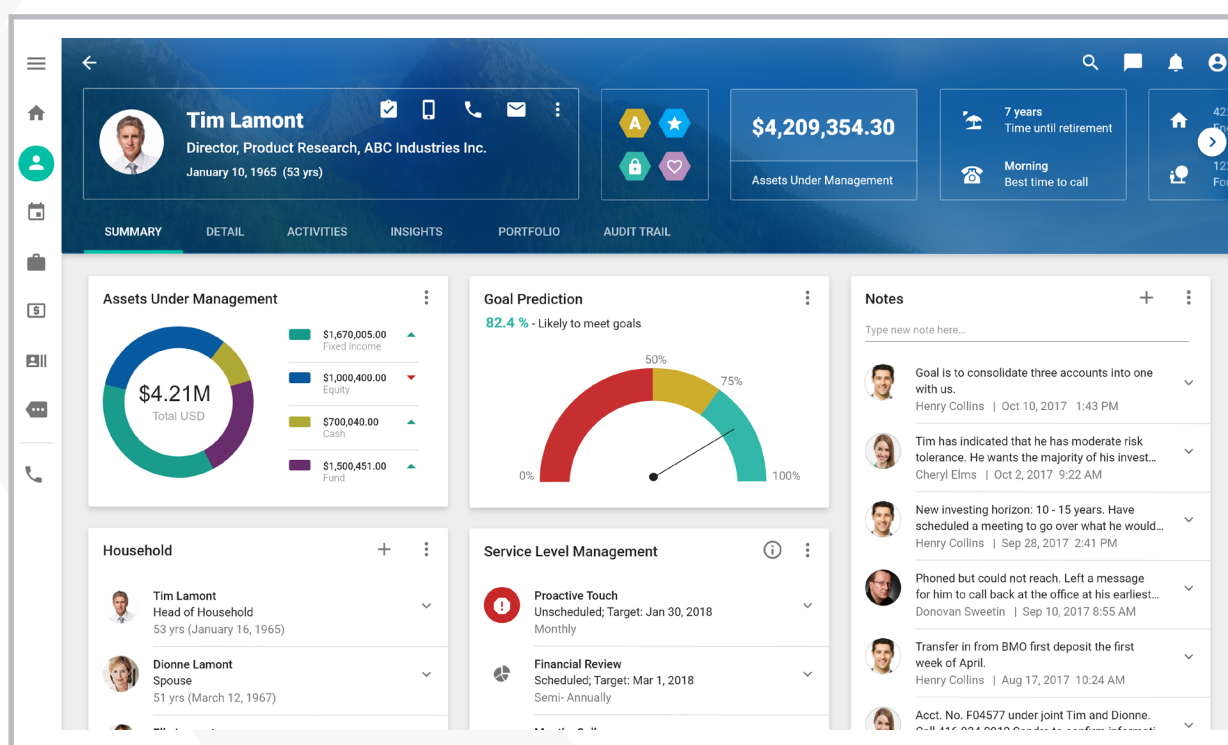 Tim Lamont
Director, Product Research, ABC Industries Inc.
January 10, 1965 (53 yrs)
A
$4,209,354.30
Assets Under Management
7 years
Time until retirement
Morning
Best time to call
SUMMARY
DETAIL
ACTIVITIES
INSIGHTS
PORTFOLIO
AUDIT TRAIL
Assets Under Management
$4.21M
Total USD
$1,670,005.00
Fixed Income
$1,000,400.00
Equity
$700,040.00
Cash
$1,500,451.00
Fund
Goal Prediction
82.4 % - Likely to meet goals
50%
75%
0%
100%
Notes
Type new note here...
Goal is to consolidate three accounts into one
with us.
Henry Collins | Oct 10, 2017 1:43 PM
Tim has indicated that he has moderate risk
tolerance. He wants the majority of his invest...
Cheryl Elms | Oct 2, 2017 9:22 AM
New investing horizon: 10 - 15 years. Have
scheduled a meeting to go over what he would...
Henry Collins | Sep 28, 2017 2:41 PM
Phoned but could not reach. Left a message
for him to call back at the office at his earliest...
Donovan Sweetin | Sep 10, 2017 8:55 AM
Transfer in from BMO first deposit the first
week of April.
Henry Collins | Aug 17, 2017 10:24 AM
Acct. No. F04577 under joint Tim and Dionne.
Household
Tim Lamont
Head of Household
53 yrs (January 16, 1965)
Dionne Lamont
Spouse
51 yrs (March 12, 1967)
Service Level Management
Proactive Touch
Unscheduled; Target: Jan 30, 2018
Monthly
Financial Review
Scheduled; Target: Mar 1, 2018
Semi- Annually